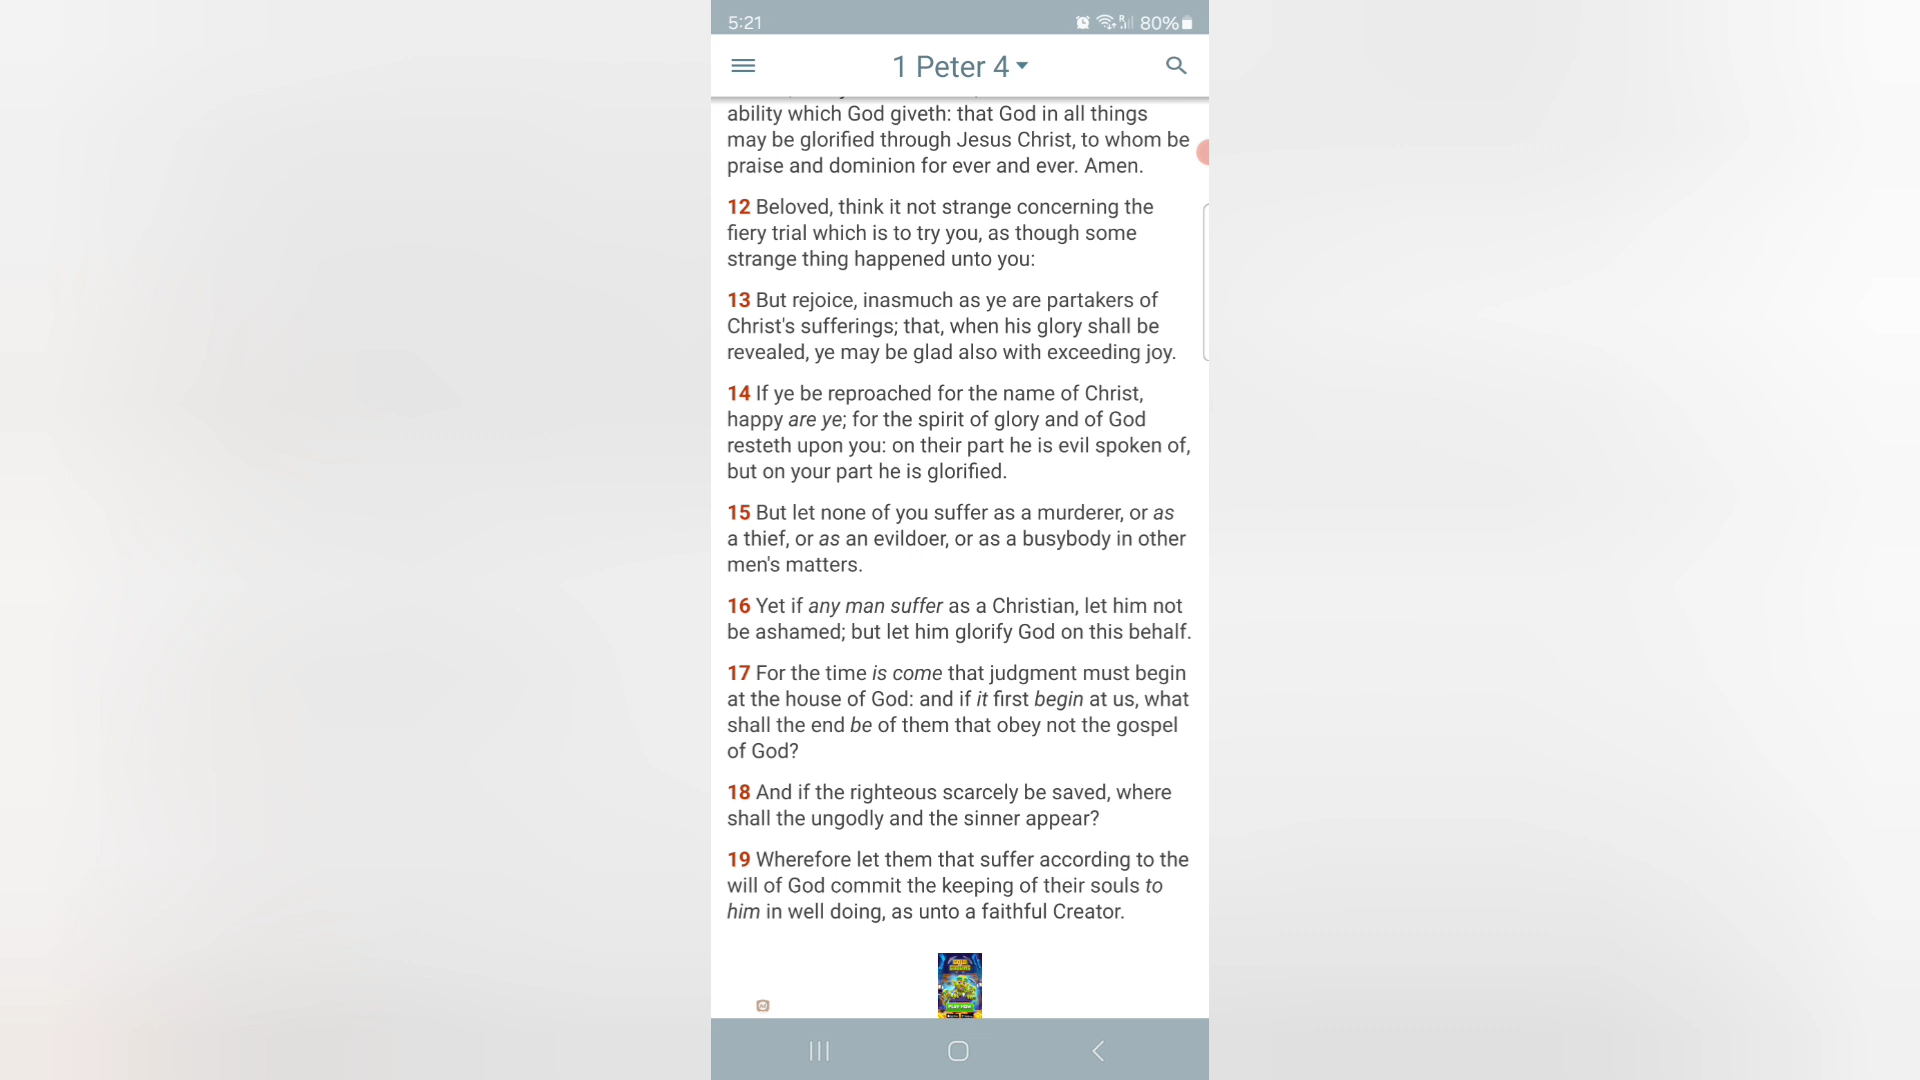 5:21
80%
1 Peter 4
ability which God giveth: that God in all things
may be glorified through Jesus Christ, to whom be
praise and dominion for ever and ever. Amen.
12 Beloved, think it not strange concerning the
fiery trial which is to try you, as though some
strange thing happened unto you:
13 But rejoice, inasmuch as ye are partakers of
Christ's sufferings; that, when his glory shall be
revealed, ye may be glad also with exceeding joy.
14 If ye be reproached for the name of Christ,
happy are ye; for the spirit of glory and of God
resteth upon you: on their part he is evil spoken of,
but on your part he is glorified.
15 But let none of you suffer as a murderer, or as
a thief, or as an evildoer, or as a busybody in other
men's matters.
16 Yet if any man suffer as a Christian, let him not
be ashamed; but let him glorify God on this behalf.
17 For the time is come that judgment must begin
at the house of God: and if it first begin at us, what
shall the end be of them that obey not the gospel
of God?
18 And if the righteous scarcely be saved, where
shall the ungodly and the sinner appear?
19 Wherefore let them that suffer according to the
will of God commit the keeping of their souls to
him in well doing, as unto a faithful Creator.
PLAY NOW